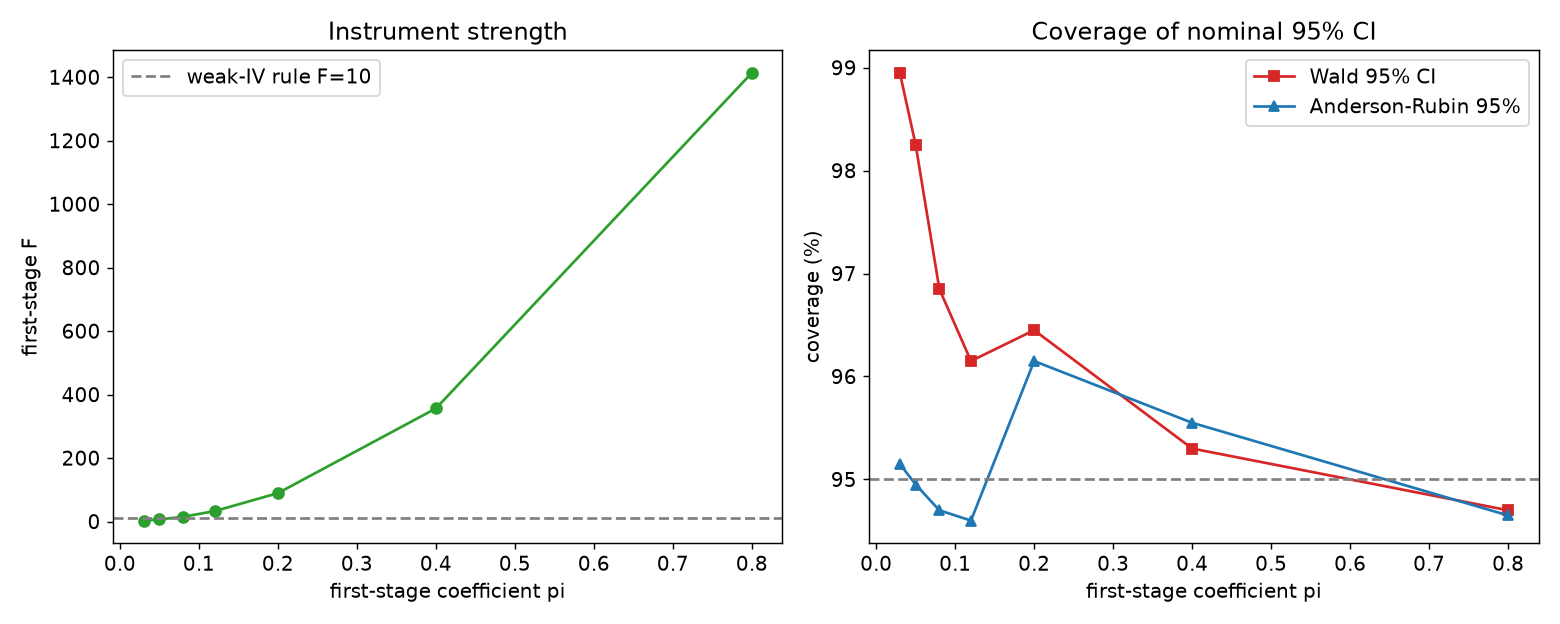 Instrument strength
weak-IV rule F=10
1400
1200
1000
800
600
400
200
0
first-stage F
0.0 0.1 0.2 0.3 0.4 0.5 0.6 0.7 0.8
first-stage coefficient pi
Coverage of nominal 95% CI
Wald 95% CI
Anderson-Rubin 95%
99
98
97
96
95
coverage (%)
0.0 0.1 0.2 0.3 0.4 0.5 0.6 0.7 0.8
first-stage coefficient pi